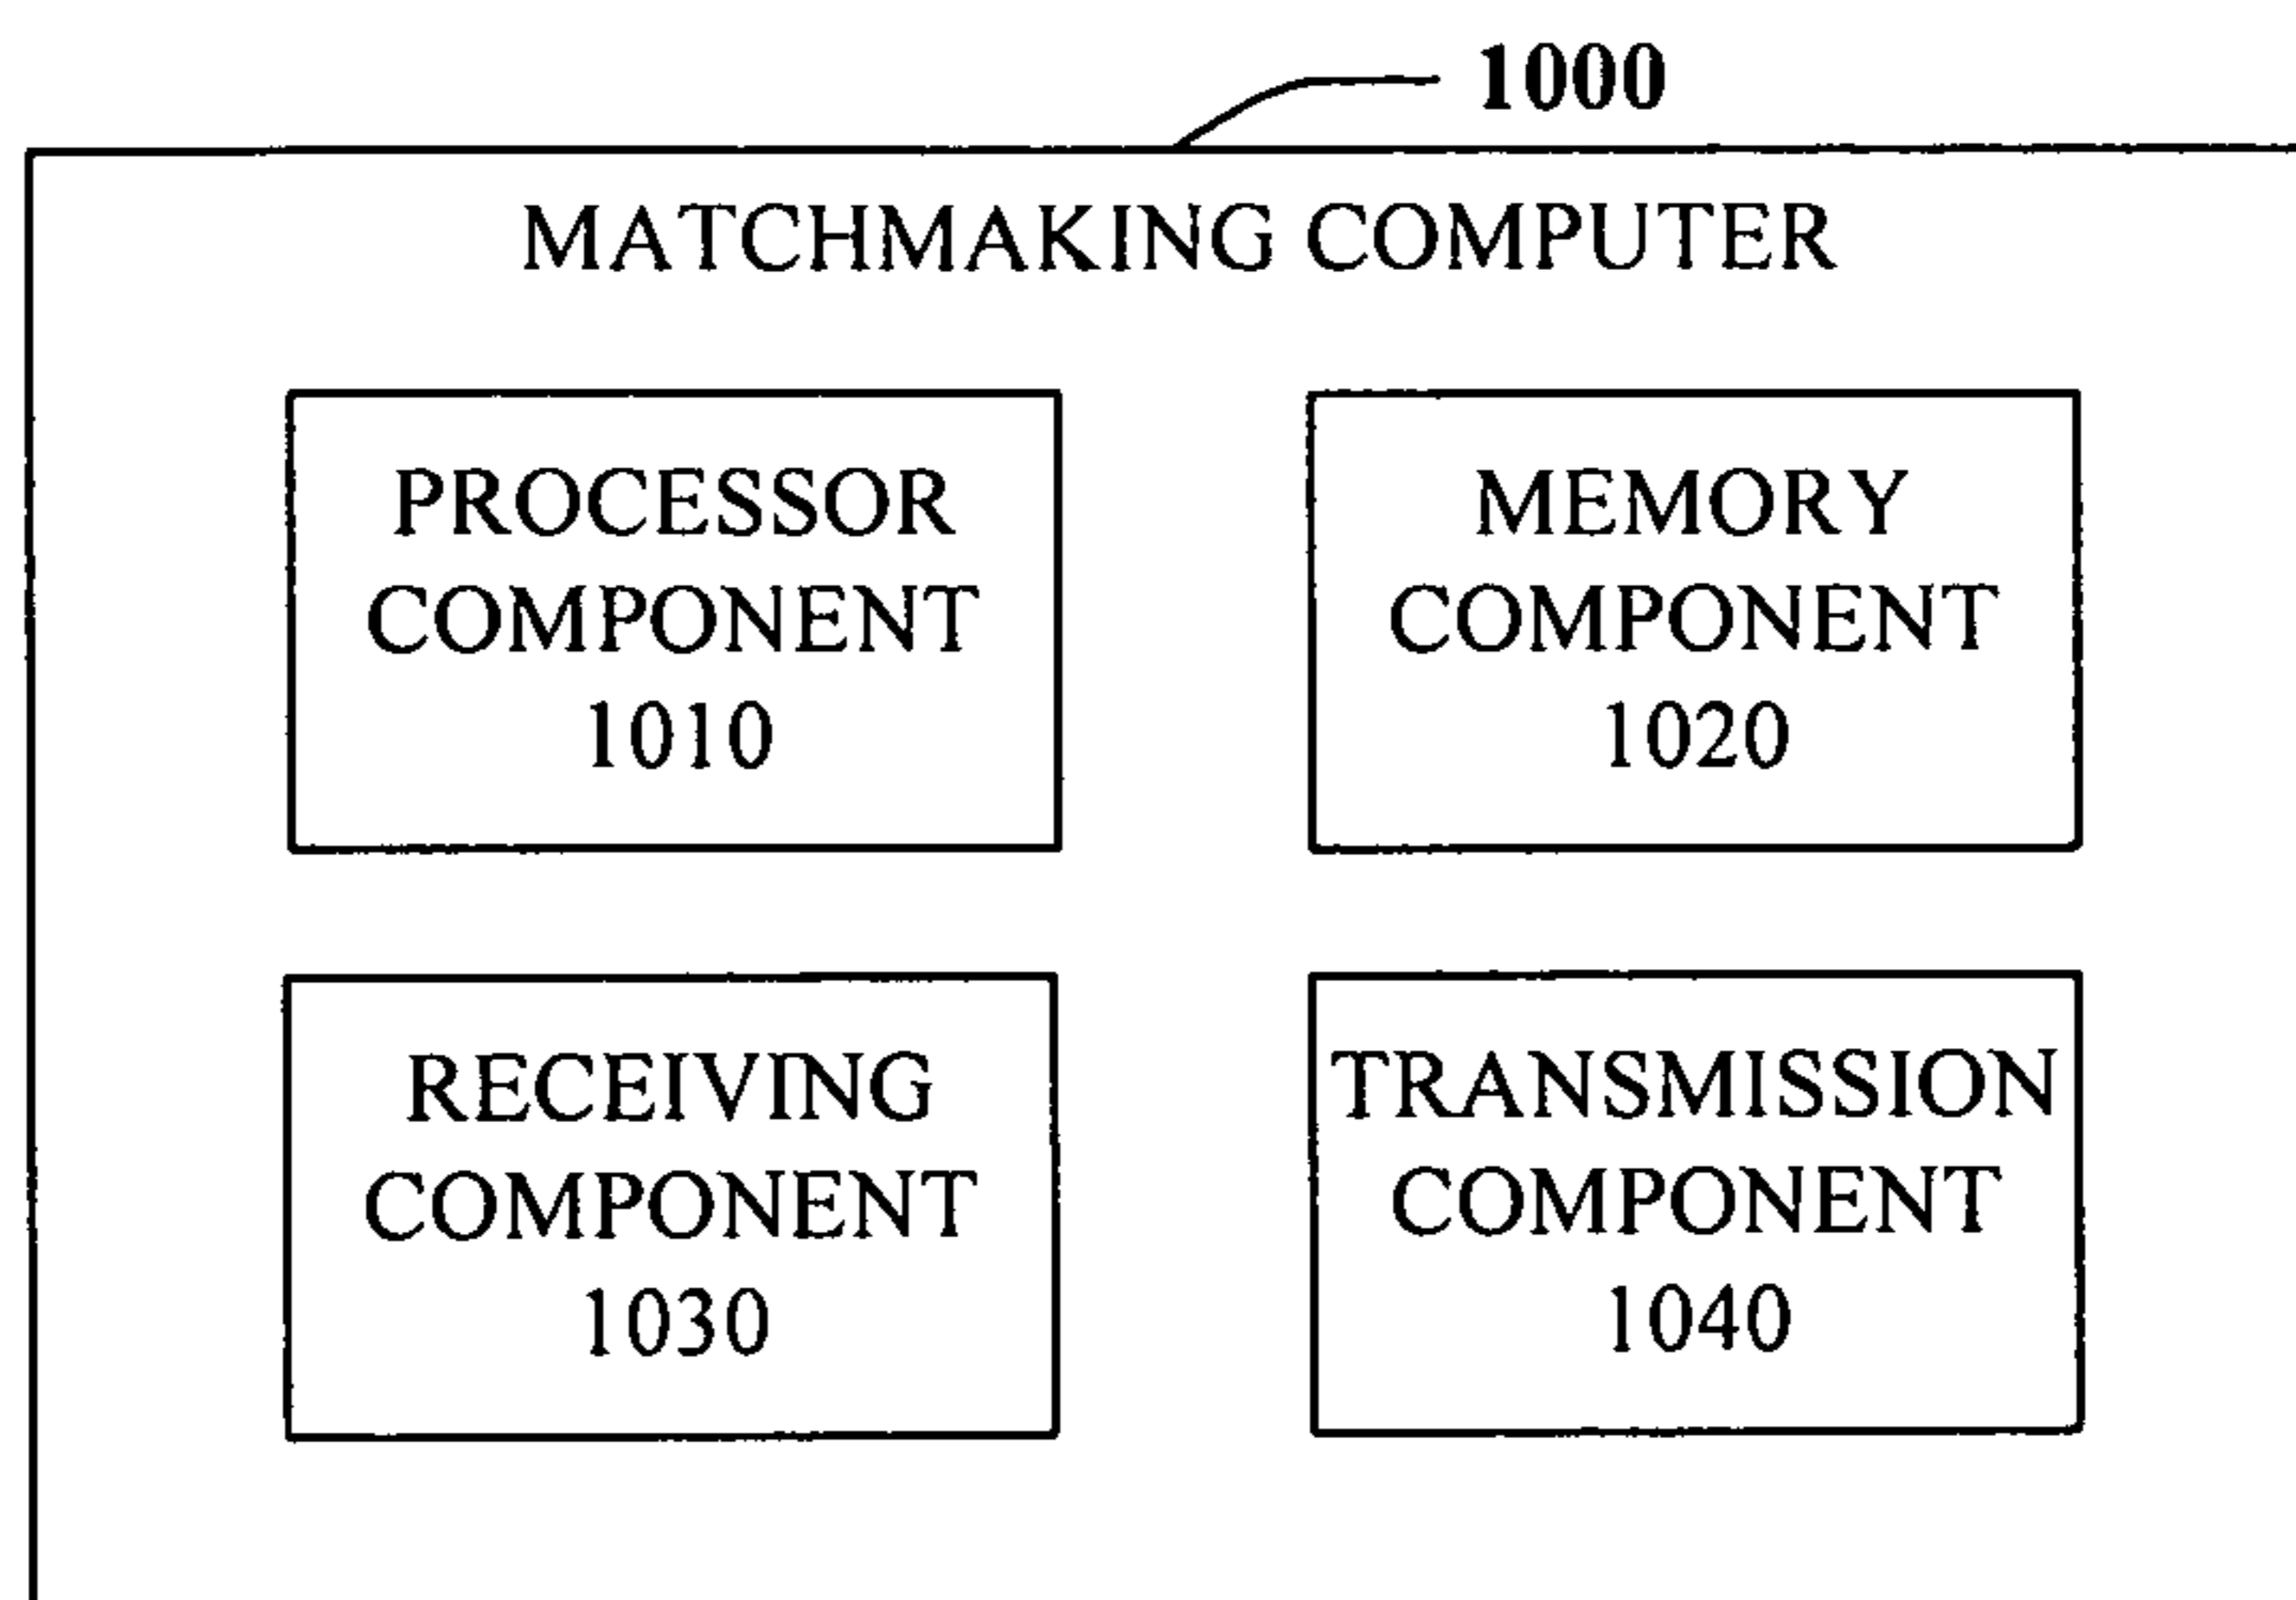 1000
MATCHMAKING COMPUTER
PROCESSOR
COMPONENT
1010
MEMORY
COMPONENT
1020
RECEIVING
COMPONENT
1030
TRANSMISSION
COMPONENT
1040